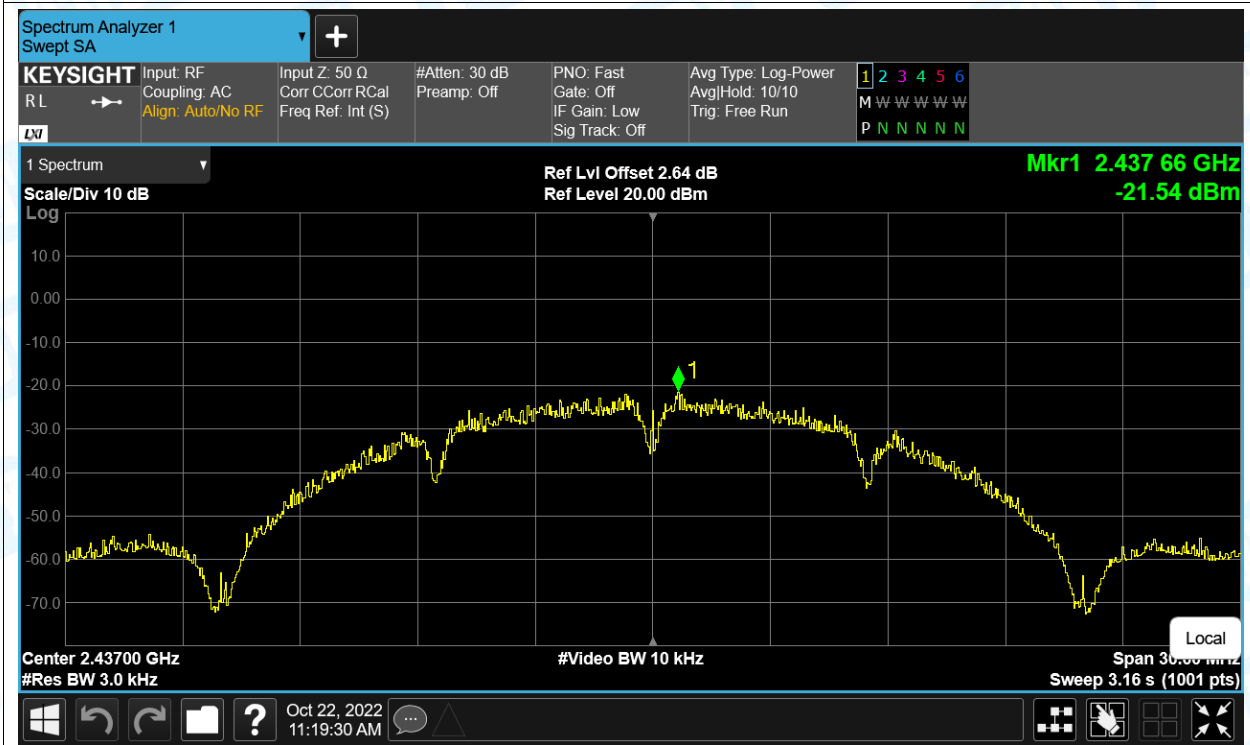 Spectrum Analyzer 1
Swept SA
KEYSIGHT
R L
LXI
Input: RF
Coupling: AC
Align: Auto/No RF
Input Z: 50 Ω
Corr CCorr RCal
Freq Ref: Int (S)
#Atten: 30 dB
Preamp: Off
PNO: Fast
Gate: Off
IF Gain: Low
Sig Track: Off
Avg Type: Log-Power
Avg|Hold: 10/10
Trig: Free Run
1 2 3 4 5 6
M W W W W W
P N N N N N
1 Spectrum
Scale/Div 10 dB
Ref Lvl Offset 2.64 dB
Ref Level 20.00 dBm
Mkr1 2.437 66 GHz
-21.54 dBm
Log
10.0
0.00
-10.0
-20.0
-30.0
-40.0
-50.0
-60.0
-70.0
1
Center 2.43700 GHz
#Res BW 3.0 kHz
#Video BW 10 kHz
Local
Span 30.00 MHz
Sweep 3.16 s (1001 pts)
?
Oct 22, 2022
11:19:30 AM